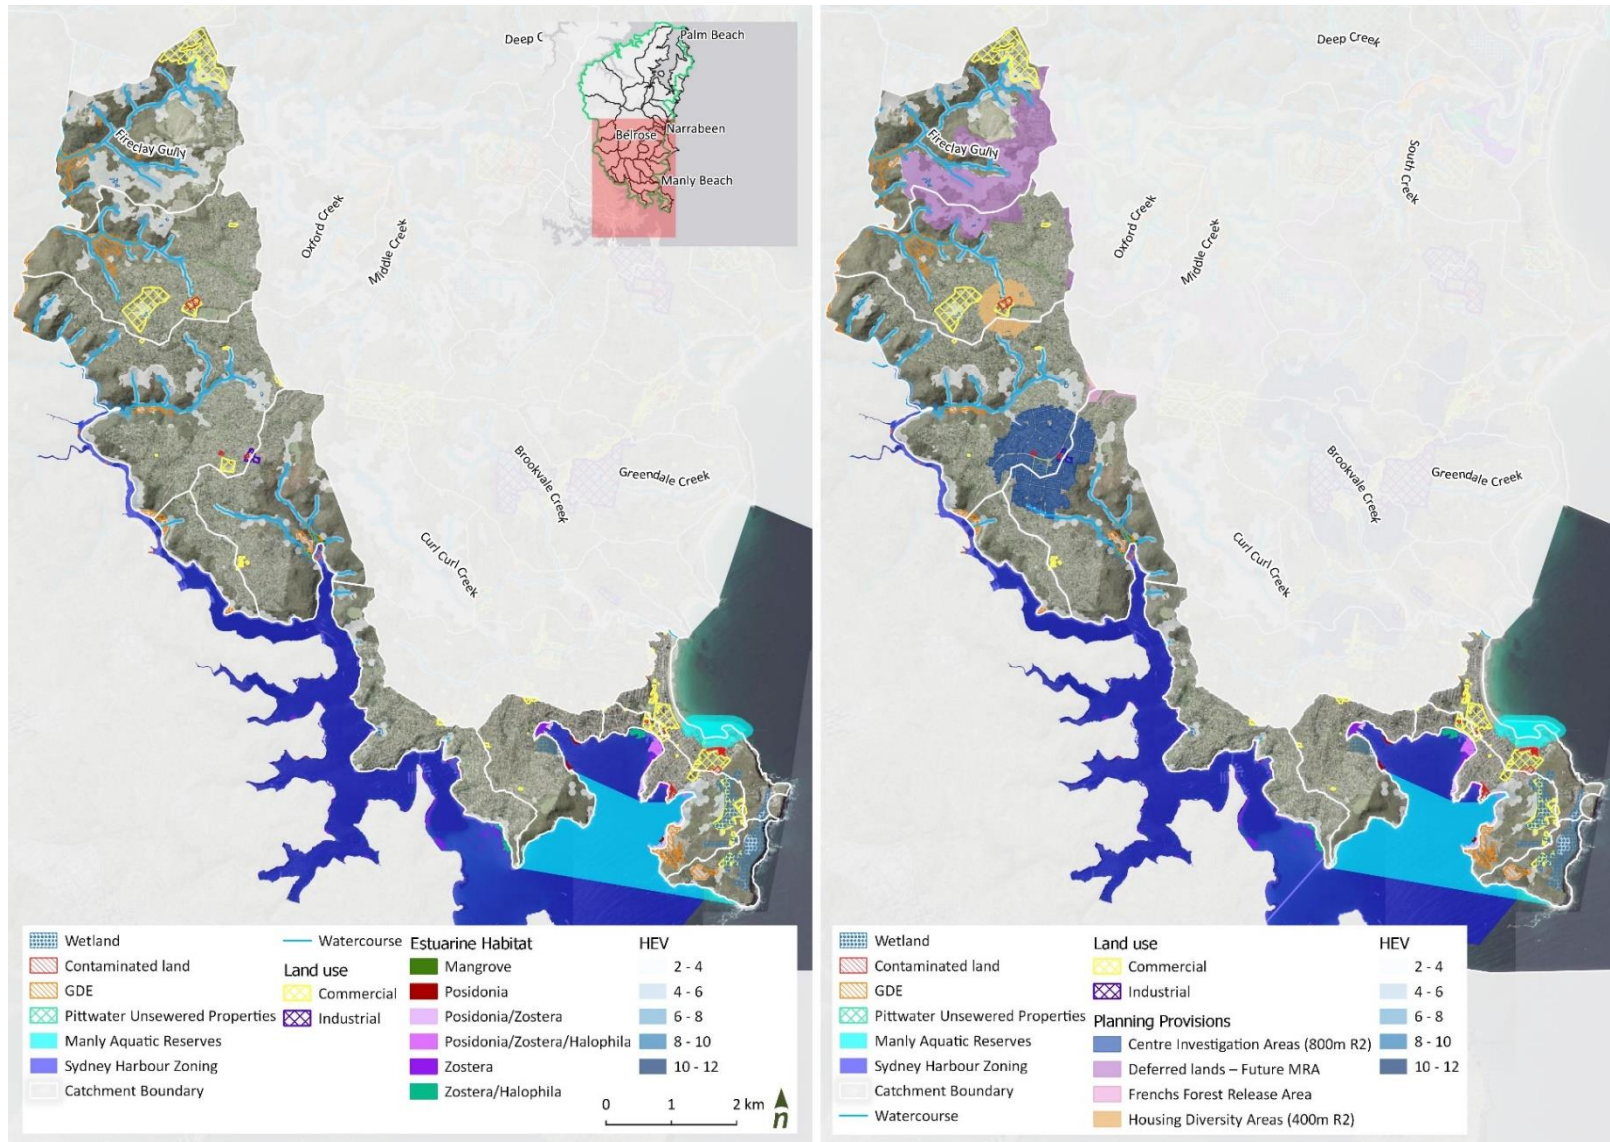 Deep C
Palm Beach
Narrabeen
Belrose
Manly Beach
Fireclay Gully
Oxford Creek
Middle Creek
Brookvale Creek
Greendale Creek
Curl Curl Creek
Wetland
Contaminated land
GDE
Pittwater Unsewered Properties
Manly Aquatic Reserves
Sydney Harbour Zoning
Catchment Boundary
Watercourse
Land use
Commercial
Industrial
Estuarine Habitat
Mangrove
Posidonia
Posidonia/Zostera
Posidonia/Zostera/Halophila
Zostera
Zostera/Halophila
HEV
2 - 4
4 - 6
6 - 8
8 - 10
10 - 12
0 1 2 km
n
Deep Creek
South Creek
Fireclay Gully
Oxford Creek
Middle Creek
Brookvale Creek
Greendale Creek
Curl Curl Creek
Wetland
Contaminated land
GDE
Pittwater Unsewered Properties
Manly Aquatic Reserves
Sydney Harbour Zoning
Catchment Boundary
Watercourse
Land use
Commercial
Industrial
Planning Provisions
Centre Investigation Areas (800m R2)
Deferred lands – Future MRA
Frenchs Forest Release Area
Housing Diversity Areas (400m R2)
HEV
2 - 4
4 - 6
6 - 8
8 - 10
10 - 12